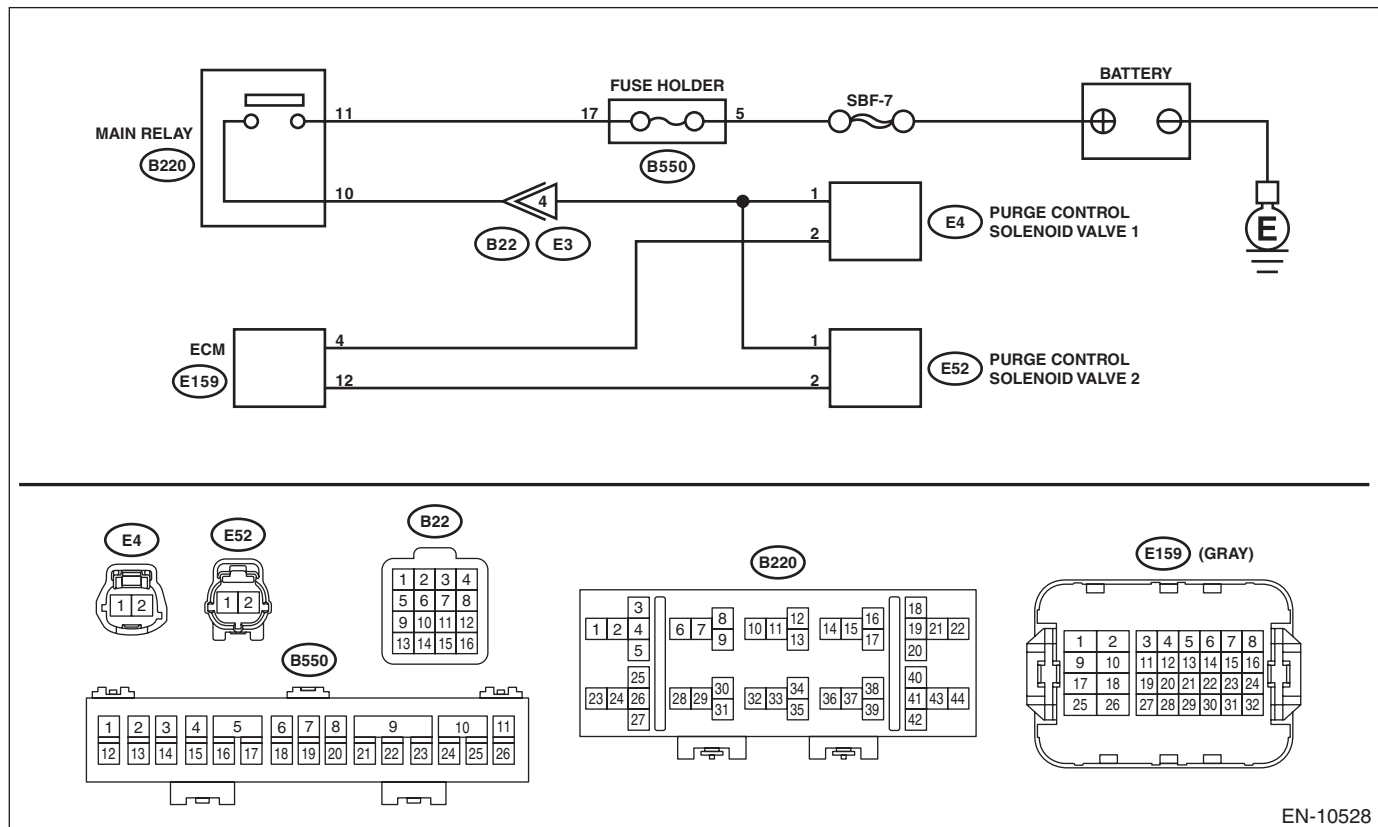 BATTERY
FUSE HOLDER
SBF-7
MAIN RELAY
B220
11
17
5
B550
10
4
B22
E3
1
2
E4
PURGE CONTROL
SOLENOID VALVE 1
E
ECM
E159
4
12
1
2
E52
PURGE CONTROL
SOLENOID VALVE 2
E4
1 2
E52
1 2
B22
1 2 3 4
5 6 7 8
9 10 11 12
13 14 15 16
B550
1 2 3 4 5 6 7 8 9 10 11
12 13 14 15 16 17 18 19 20 21 22 23 24 25 26
B220
3 8 12 16 18
1 2 4 6 7 10 11 14 15 19 21 22
9 13 17
5 20
25 30 34 38 40
23 24 26 28 29 32 33 36 37 41 43 44
31 35 39
27 42
E159 (GRAY)
1 2 3 4 5 6 7 8
9 10 11 12 13 14 15 16
17 18 19 20 21 22 23 24
25 26 27 28 29 30 31 32
EN-10528